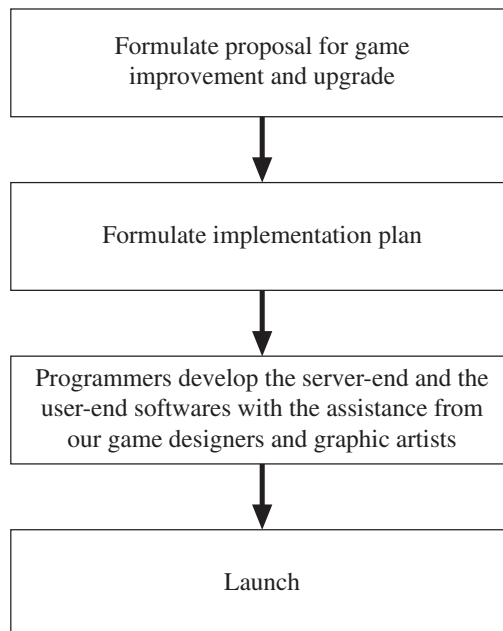 Formulate proposal for game
improvement and upgrade
Formulate implementation plan
Programmers develop the server-end and the
user-end softwares with the assistance from
our game designers and graphic artists
Launch